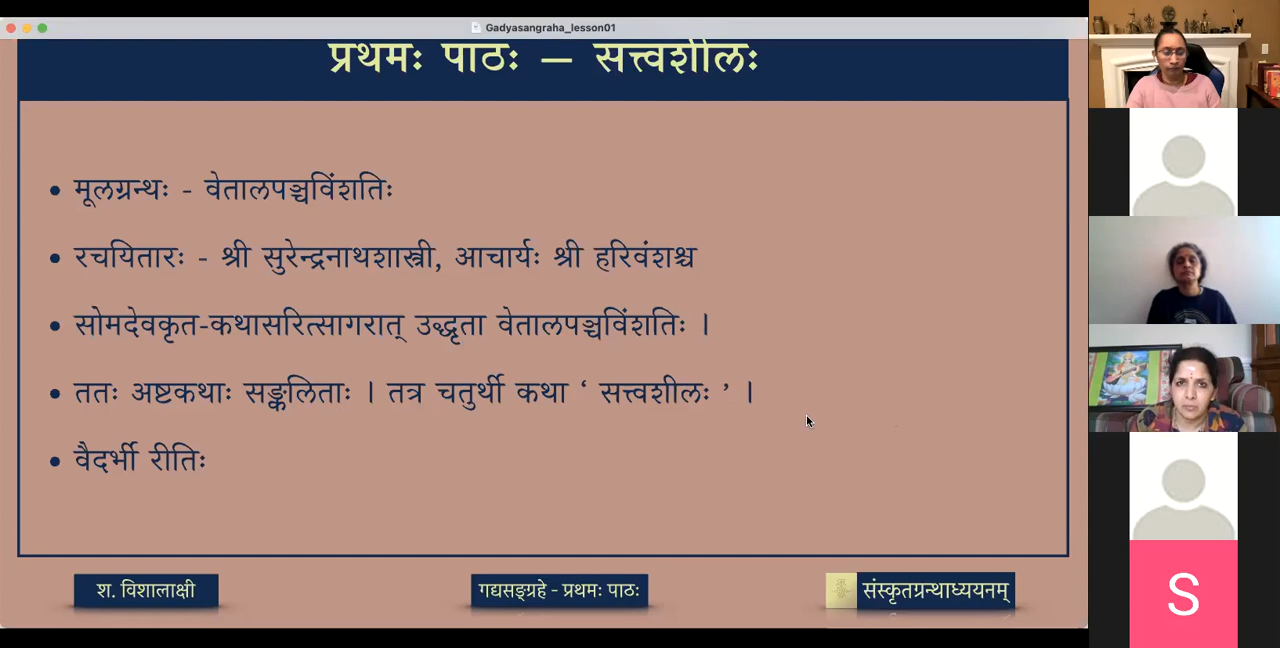 Gadyasangraha_lesson01
प्रथमः पाठः – सत्त्वशीलः
• मूलग्रन्थः - वेतालपञ्चविंशतिः
• रचयितारः - श्री सुरेन्द्रनाथशास्त्री, आचार्यः श्री हरिवंशश्च
• सोमदेवकृत-कथासरित्सागरात् उद्धृता वेतालपञ्चविंशतिः ।
• ततः अष्टकथाः सङ्कलिताः । तत्र चतुर्थी कथा ‘ सत्त्वशीलः ’ ।
• वैदर्भी रीतिः
श. विशालाक्षी
गद्यसङ्ग्रहे - प्रथमः पाठः
संस्कृतग्रन्थाध्ययनम्
S